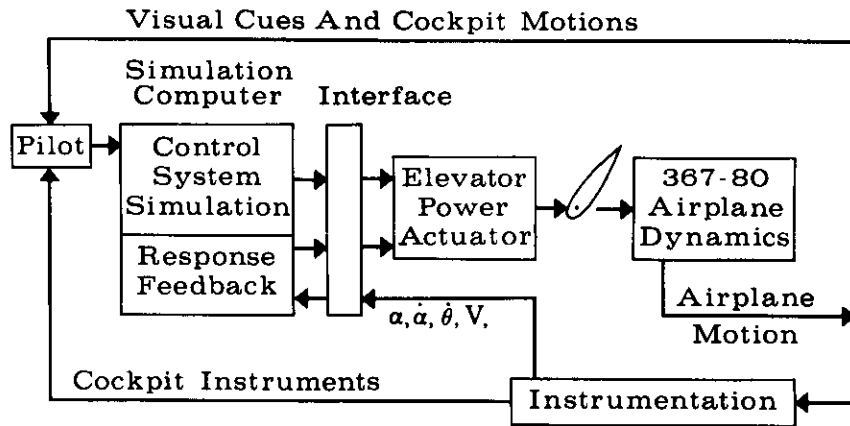 Visual Cues And Cockpit Motions
Simulation
Computer
Interface
Pilot
Control
System
Simulation
Response
Feedback
Elevator
Power
Actuator
367-80
Airplane
Dynamics
α, α̇, θ̇, V,
Airplane
Motion
Cockpit Instruments
Instrumentation